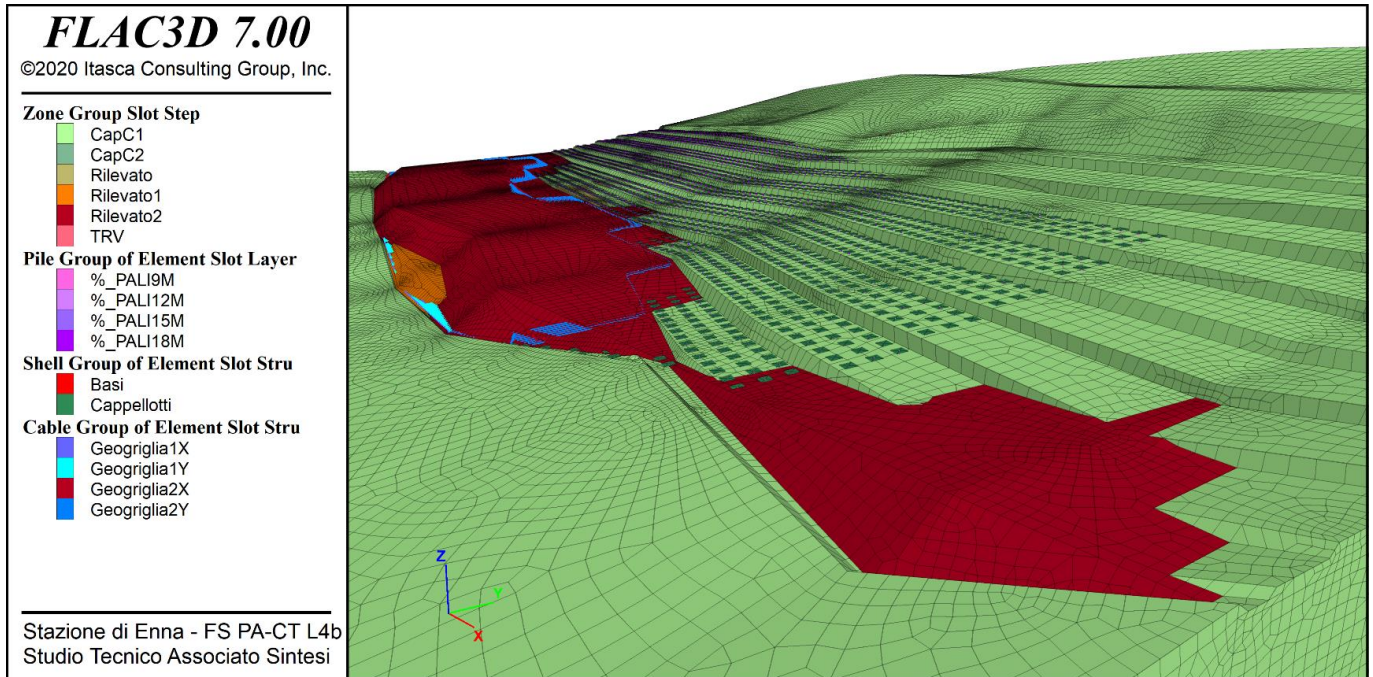 FLAC3D 7.00
©2020 Itasca Consulting Group, Inc.
Zone Group Slot Step
CapC1
CapC2
Rilevato
Rilevato1
Rilevato2
TRV
Pile Group of Element Slot Layer
%_PALI9M
%_PALI12M
%_PALI15M
%_PALI18M
Shell Group of Element Slot Stru
Basi
Cappellotti
Cable Group of Element Slot Stru
Geogriglia1X
Geogriglia1Y
Geogriglia2X
Geogriglia2Y
Stazione di Enna - FS PA-CT L4b
Studio Tecnico Associato Sintesi
Z
Y
X